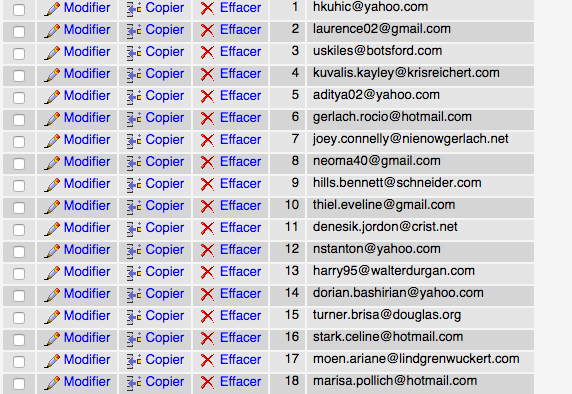 Modifier Copier Effacer 1 hkuhic@yahoo.com
Modifier Copier Effacer 2 laurence02@gmail.com
Modifier Copier Effacer 3 uskiles@botsford.com
Modifier Copier Effacer 4 kuvalis.kayley@krisreichert.com
Modifier Copier Effacer 5 aditya02@yahoo.com
Modifier Copier Effacer 6 gerlach.rocio@hotmail.com
Modifier Copier Effacer 7 joey.connelly@nienowgerlach.net
Modifier Copier Effacer 8 neoma40@gmail.com
Modifier Copier Effacer 9 hills.bennett@schneider.com
Modifier Copier Effacer 10 thiel.eveline@gmail.com
Modifier Copier Effacer 11 denesik.jordon@crist.net
Modifier Copier Effacer 12 nstanton@yahoo.com
Modifier Copier Effacer 13 harry95@walterdurgan.com
Modifier Copier Effacer 14 dorian.bashirian@yahoo.com
Modifier Copier Effacer 15 turner.brisa@douglas.org
Modifier Copier Effacer 16 stark.celine@hotmail.com
Modifier Copier Effacer 17 moen.ariane@lindgrenwuckert.com
Modifier Copier Effacer 18 marisa.pollich@hotmail.com